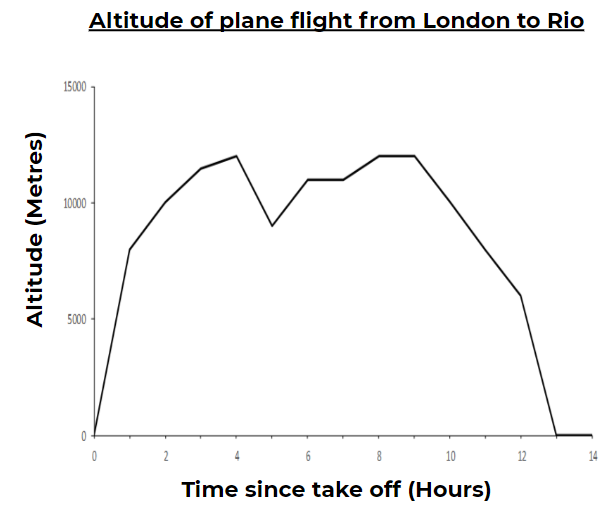 Altitude of plane flight from London to Rio
Altitude (Metres)
15000
10000
5000
0
0 2 4 6 8 10 12 14
Time since take off (Hours)